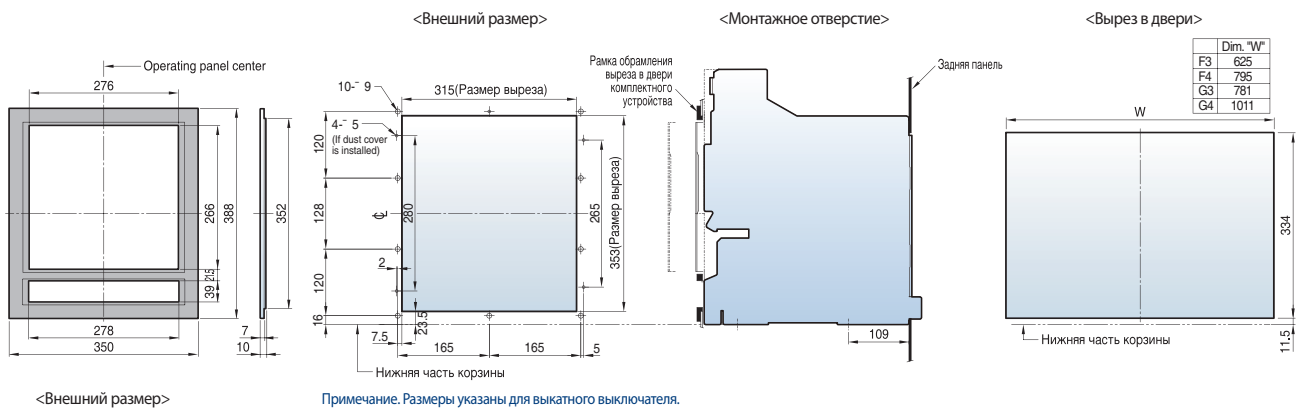 <Внешний размер>
<Монтажное отверстие>
<Вырез в двери>
Operating panel center
276
266
388
21.5
39
278
350
352
7
10
10-¯ 9
315(Размер выреза)
4-¯ 5
(If dust cover
is installed)
120
128
120
16
℄
280
265
353(Размер выреза)
2
23.5
7.5
165
165
5
Нижняя часть корзины
Рамка обрамления
выреза в двери
комплектного
устройства
Задняя панель
109
Dim. "W"
F3 625
F4 795
G3 781
G4 1011
W
334
11.5
Нижняя часть корзины
<Внешний размер>
Примечание. Размеры указаны для выкатного выключателя.